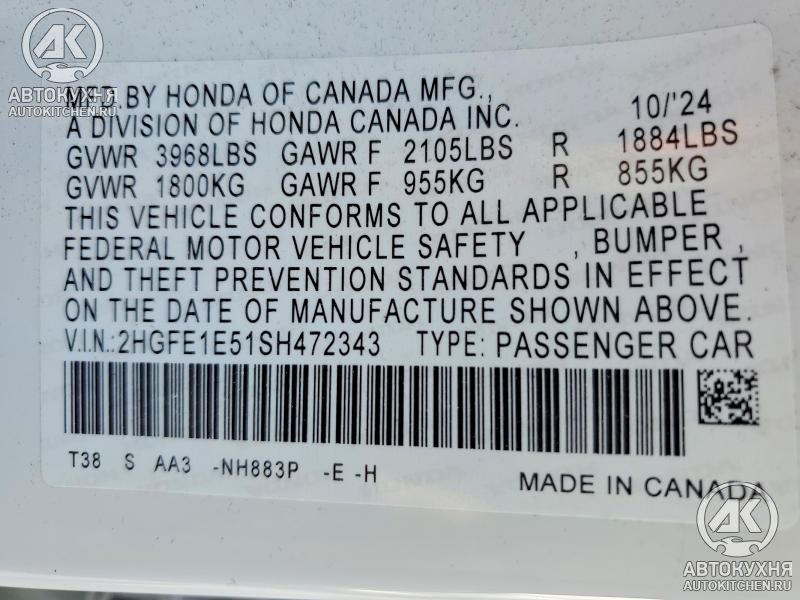 AK
АВТОКУХНЯ
AUTOKITCHEN.RU
MFD. BY HONDA OF CANADA MFG.,
A DIVISION OF HONDA CANADA INC. 10/'24
GVWR 3968LBS GAWR F 2105LBS R 1884LBS
GVWR 1800KG GAWR F 955KG R 855KG
THIS VEHICLE CONFORMS TO ALL APPLICABLE
FEDERAL MOTOR VEHICLE SAFETY , BUMPER ,
AND THEFT PREVENTION STANDARDS IN EFFECT
ON THE DATE OF MANUFACTURE SHOWN ABOVE.
V.I.N.:2HGFE1E51SH472343 TYPE: PASSENGER CAR
T38 S AA3 -NH883P -E -H
MADE IN CANADA
AK
АВТОКУХНЯ
AUTOKITCHEN.RU